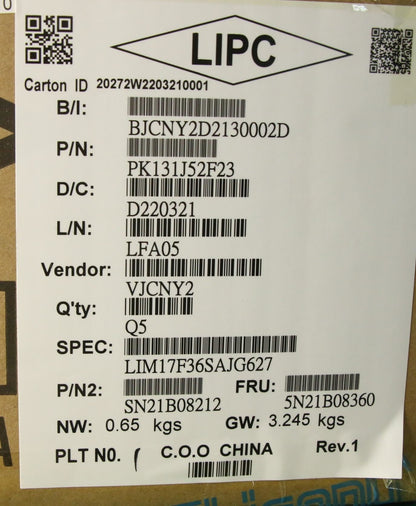 LIPC
Carton ID 20272W2203210001
B/I:
BJCNY2D2130002D
P/N:
PK131J52F23
D/C:
D220321
L/N:
LFA05
Vendor:
VJCNY2
Q'ty:
Q5
SPEC:
LIM17F36SAJG627
P/N2: FRU:
SN21B08212 5N21B08360
NW: 0.65 kgs GW: 3.245 kgs
PLT NO. C.O.O CHINA Rev.1